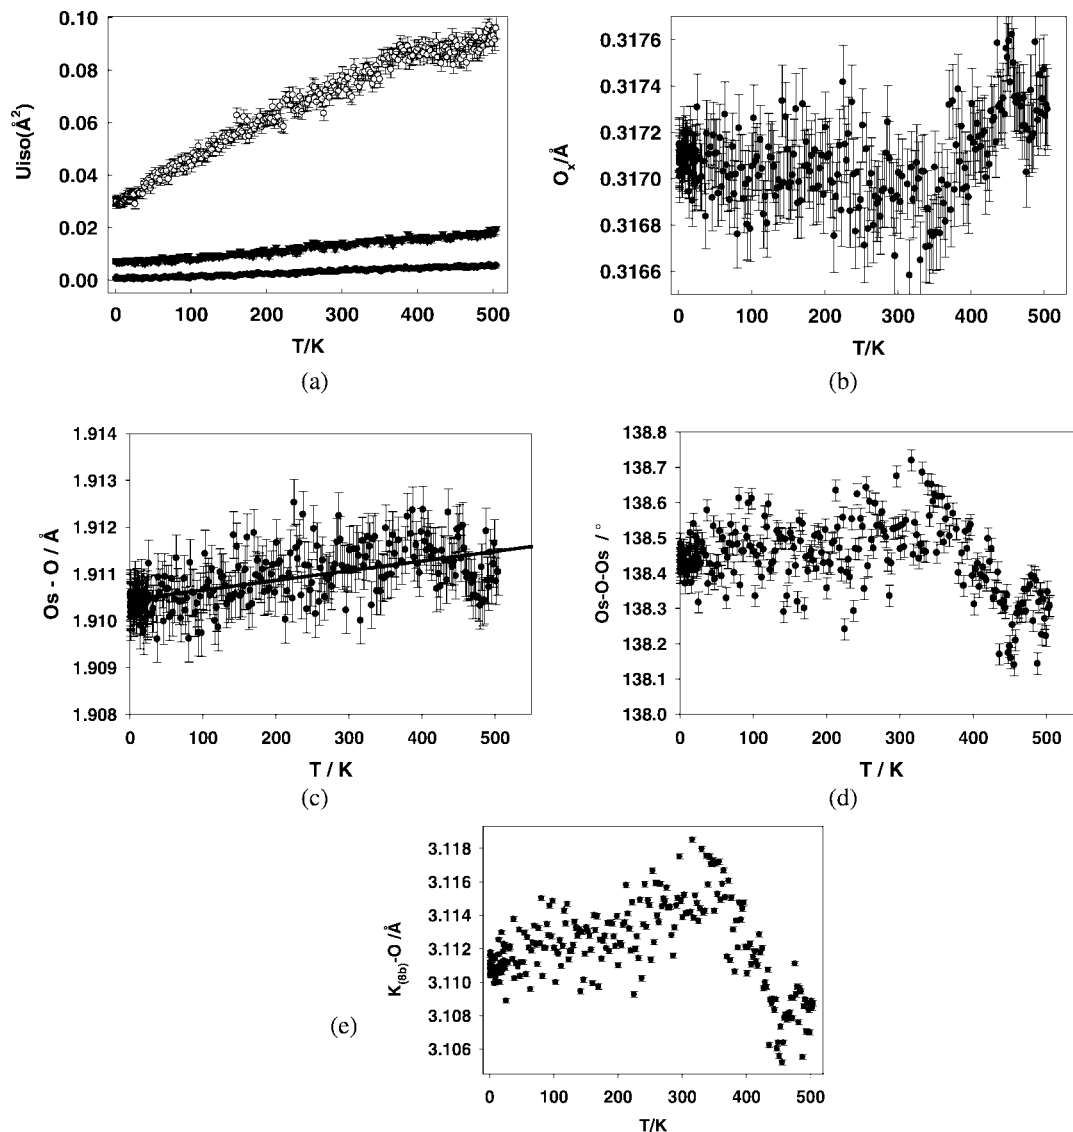 0.10
0.08
0.06
0.04
0.02
0.00
Uiso(Å²)
0 100 200 300 400 500
T/K
(a)
0.3176
0.3174
0.3172
0.3170
0.3168
0.3166
Oₓ/Å
0 100 200 300 400 500
T/K
(b)
1.914
1.913
1.912
1.911
1.910
1.909
1.908
Os - O / Å
0 100 200 300 400 500
T / K
(c)
138.8
138.7
138.6
138.5
138.4
138.3
138.2
138.1
138.0
Os-O-Os / °
0 100 200 300 400 500
T / K
(d)
3.118
3.116
3.114
3.112
3.110
3.108
3.106
K(8b)-O /Å
0 100 200 300 400 500
T/K
(e)